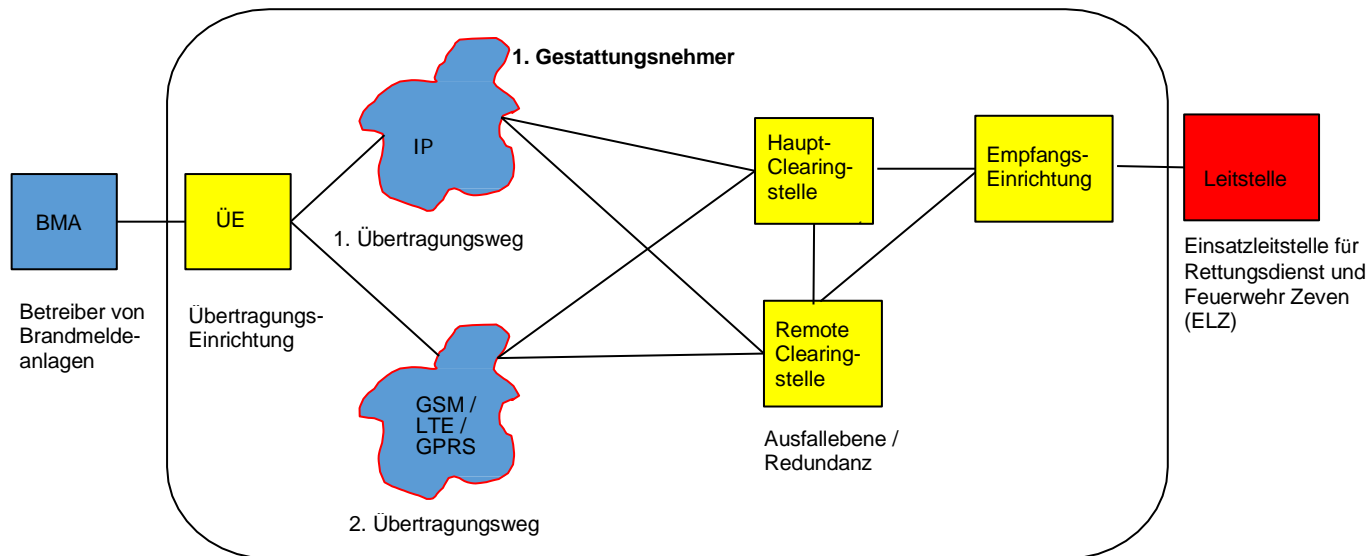 1. Gestattungsnehmer
IP
1. Übertragungsweg
BMA
Betreiber von
Brandmelde-
anlagen
ÜE
Übertragungs-
Einrichtung
GSM /
LTE /
GPRS
2. Übertragungsweg
Haupt-
Clearing-
stelle
Remote
Clearing-
stelle
Ausfallebene /
Redundanz
Empfangs-
Einrichtung
Leitstelle
Einsatzleitstelle für
Rettungsdienst und
Feuerwehr Zeven
(ELZ)